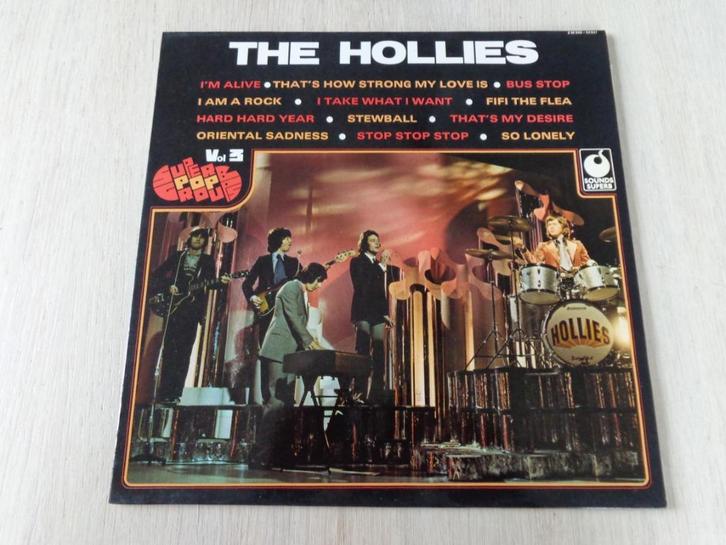 THE HOLLIES
I'M ALIVE • THAT'S HOW STRONG MY LOVE IS • BUS STOP
I AM A ROCK • I TAKE WHAT I WANT • FIFI THE FLEA
HARD HARD YEAR • STEWBALL • THAT'S MY DESIRE
ORIENTAL SADNESS • STOP STOP STOP • SO LONELY
Vol 3
SUPER
POP
GROUPS
SOUNDS
SUPERB
HOLLIES